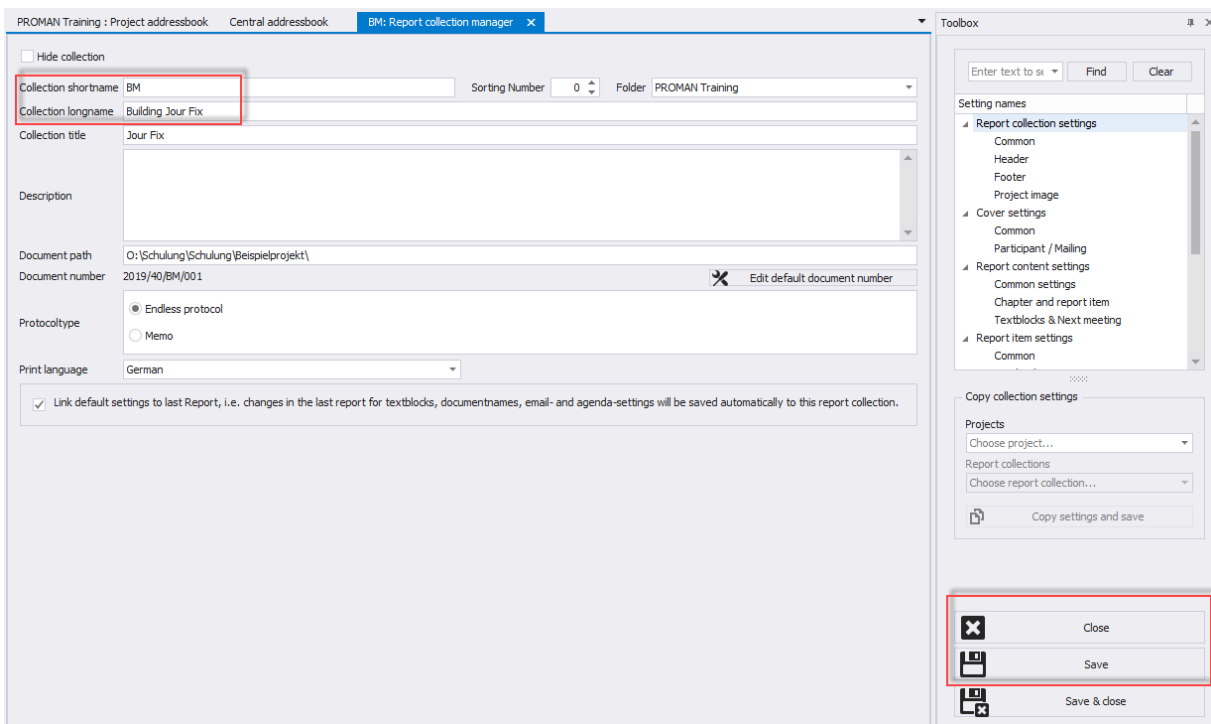 PROMAN Training : Project addressbook Central addressbook BM: Report collection manager
Hide collection
Collection shortname BM Sorting Number 0 Folder PROMAN Training
Collection longname Building Jour Fix
Collection title Jour Fix
Description
Document path O:\Schulung\Schulung\Beispielprojekt\
Document number 2019/40/BM/001 Edit default document number
Protocoltype
Endless protocol
Memo
Print language German
Link default settings to last Report, i.e. changes in the last report for textblocks, documentnames, email- and agenda-settings will be saved automatically to this report collection.
Toolbox
Enter text to se Find Clear
Setting names
Report collection settings
Common
Header
Footer
Project image
Cover settings
Common
Participant / Mailing
Report content settings
Common settings
Chapter and report item
Textblocks & Next meeting
Report item settings
Common
Copy collection settings
Projects
Choose project...
Report collections
Choose report collection...
Copy settings and save
Close
Save
Save & close